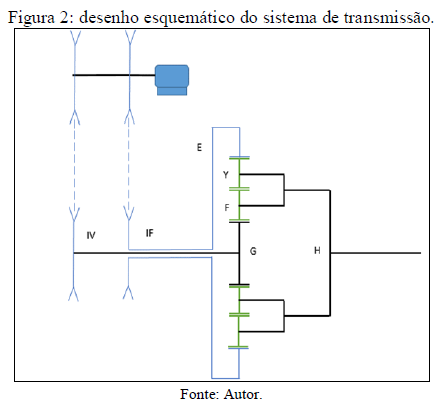 Figura 2: desenho esquemático do sistema de transmissão.
E
Y
F
IV
IF
G
H
Fonte: Autor.